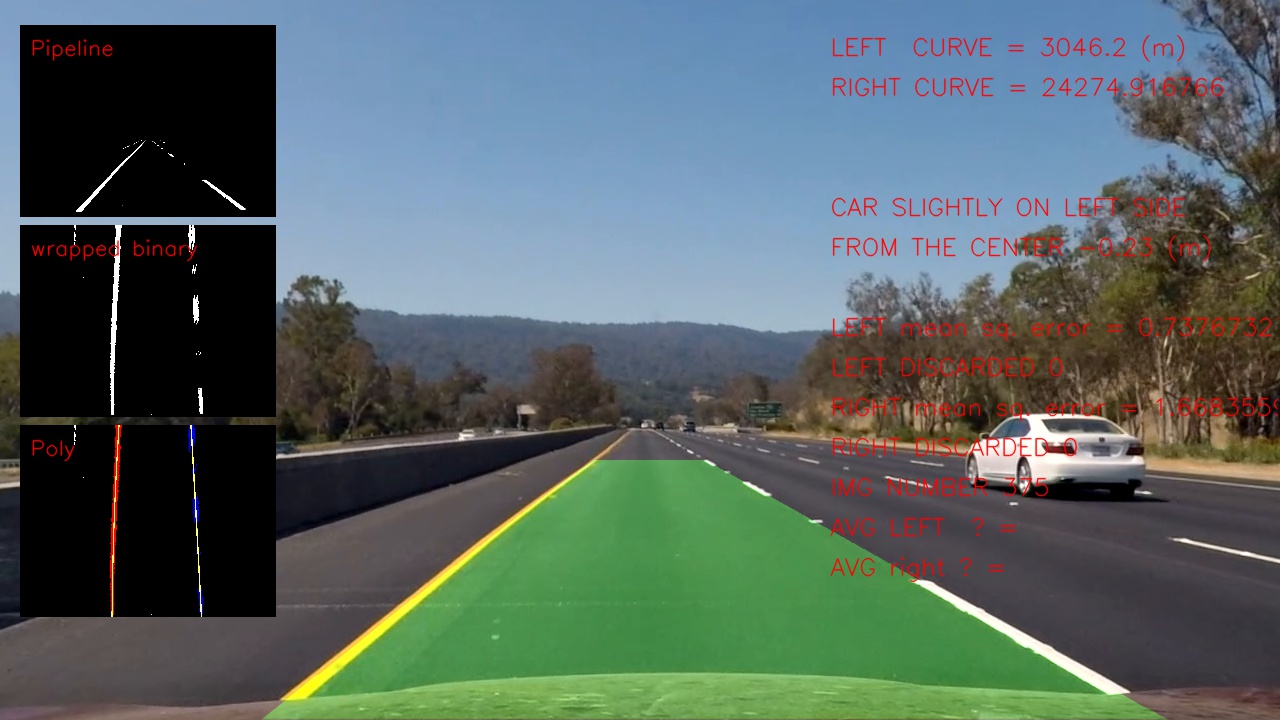 Pipeline
wrapped binary
Poly
LEFT CURVE = 3046.2 (m)
RIGHT CURVE = 24274.916766
CAR SLIGHTLY ON LEFT SIDE
FROM THE CENTER -0.23 (m)
LEFT mean sq. error = 0.7376732
LEFT DISCARDED 0
RIGHT mean sq. error = 1.668355
RIGHT DISCARDED 0
IMG NUMBER 375
AVG LEFT ? =
AVG right ? =